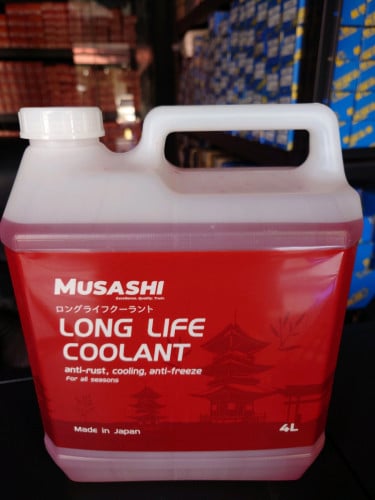 MUSASHI
Excellence. Quality. Trust.
ロングライフクーラント
LONG LIFE
COOLANT
anti-rust, cooling, anti-freeze
For all seasons
Made in Japan
4L